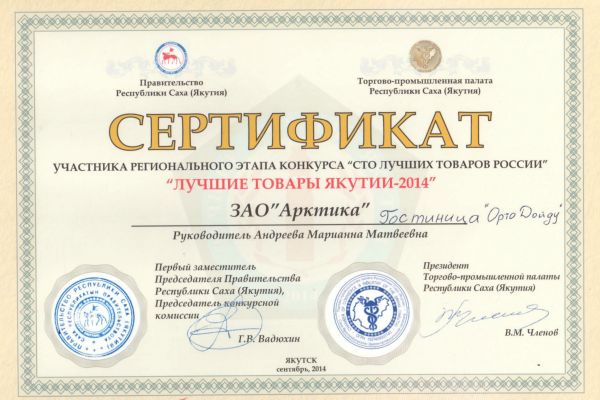 Правительство
Республики Саха (Якутия)
Торгово-промышленная палата
Республики Саха (Якутия)
СЕРТИФИКАТ
УЧАСТНИКА РЕГИОНАЛЬНОГО ЭТАПА КОНКУРСА “СТО ЛУЧШИХ ТОВАРОВ РОССИИ”
“ЛУЧШИЕ ТОВАРЫ ЯКУТИИ-2014”
ЗАО”Арктика” Гостиница "Орто Дойду"
Руководитель Андреева Марианна Матвеевна
Первый заместитель
Председателя Правительства
Республики Саха (Якутия),
Председатель конкурсной
комиссии
Г.В. Вадюхин
Президент
Торгово-промышленной палаты
Республики Саха (Якутия)
В.М. Членов
ЯКУТСК
сентябрь, 2014